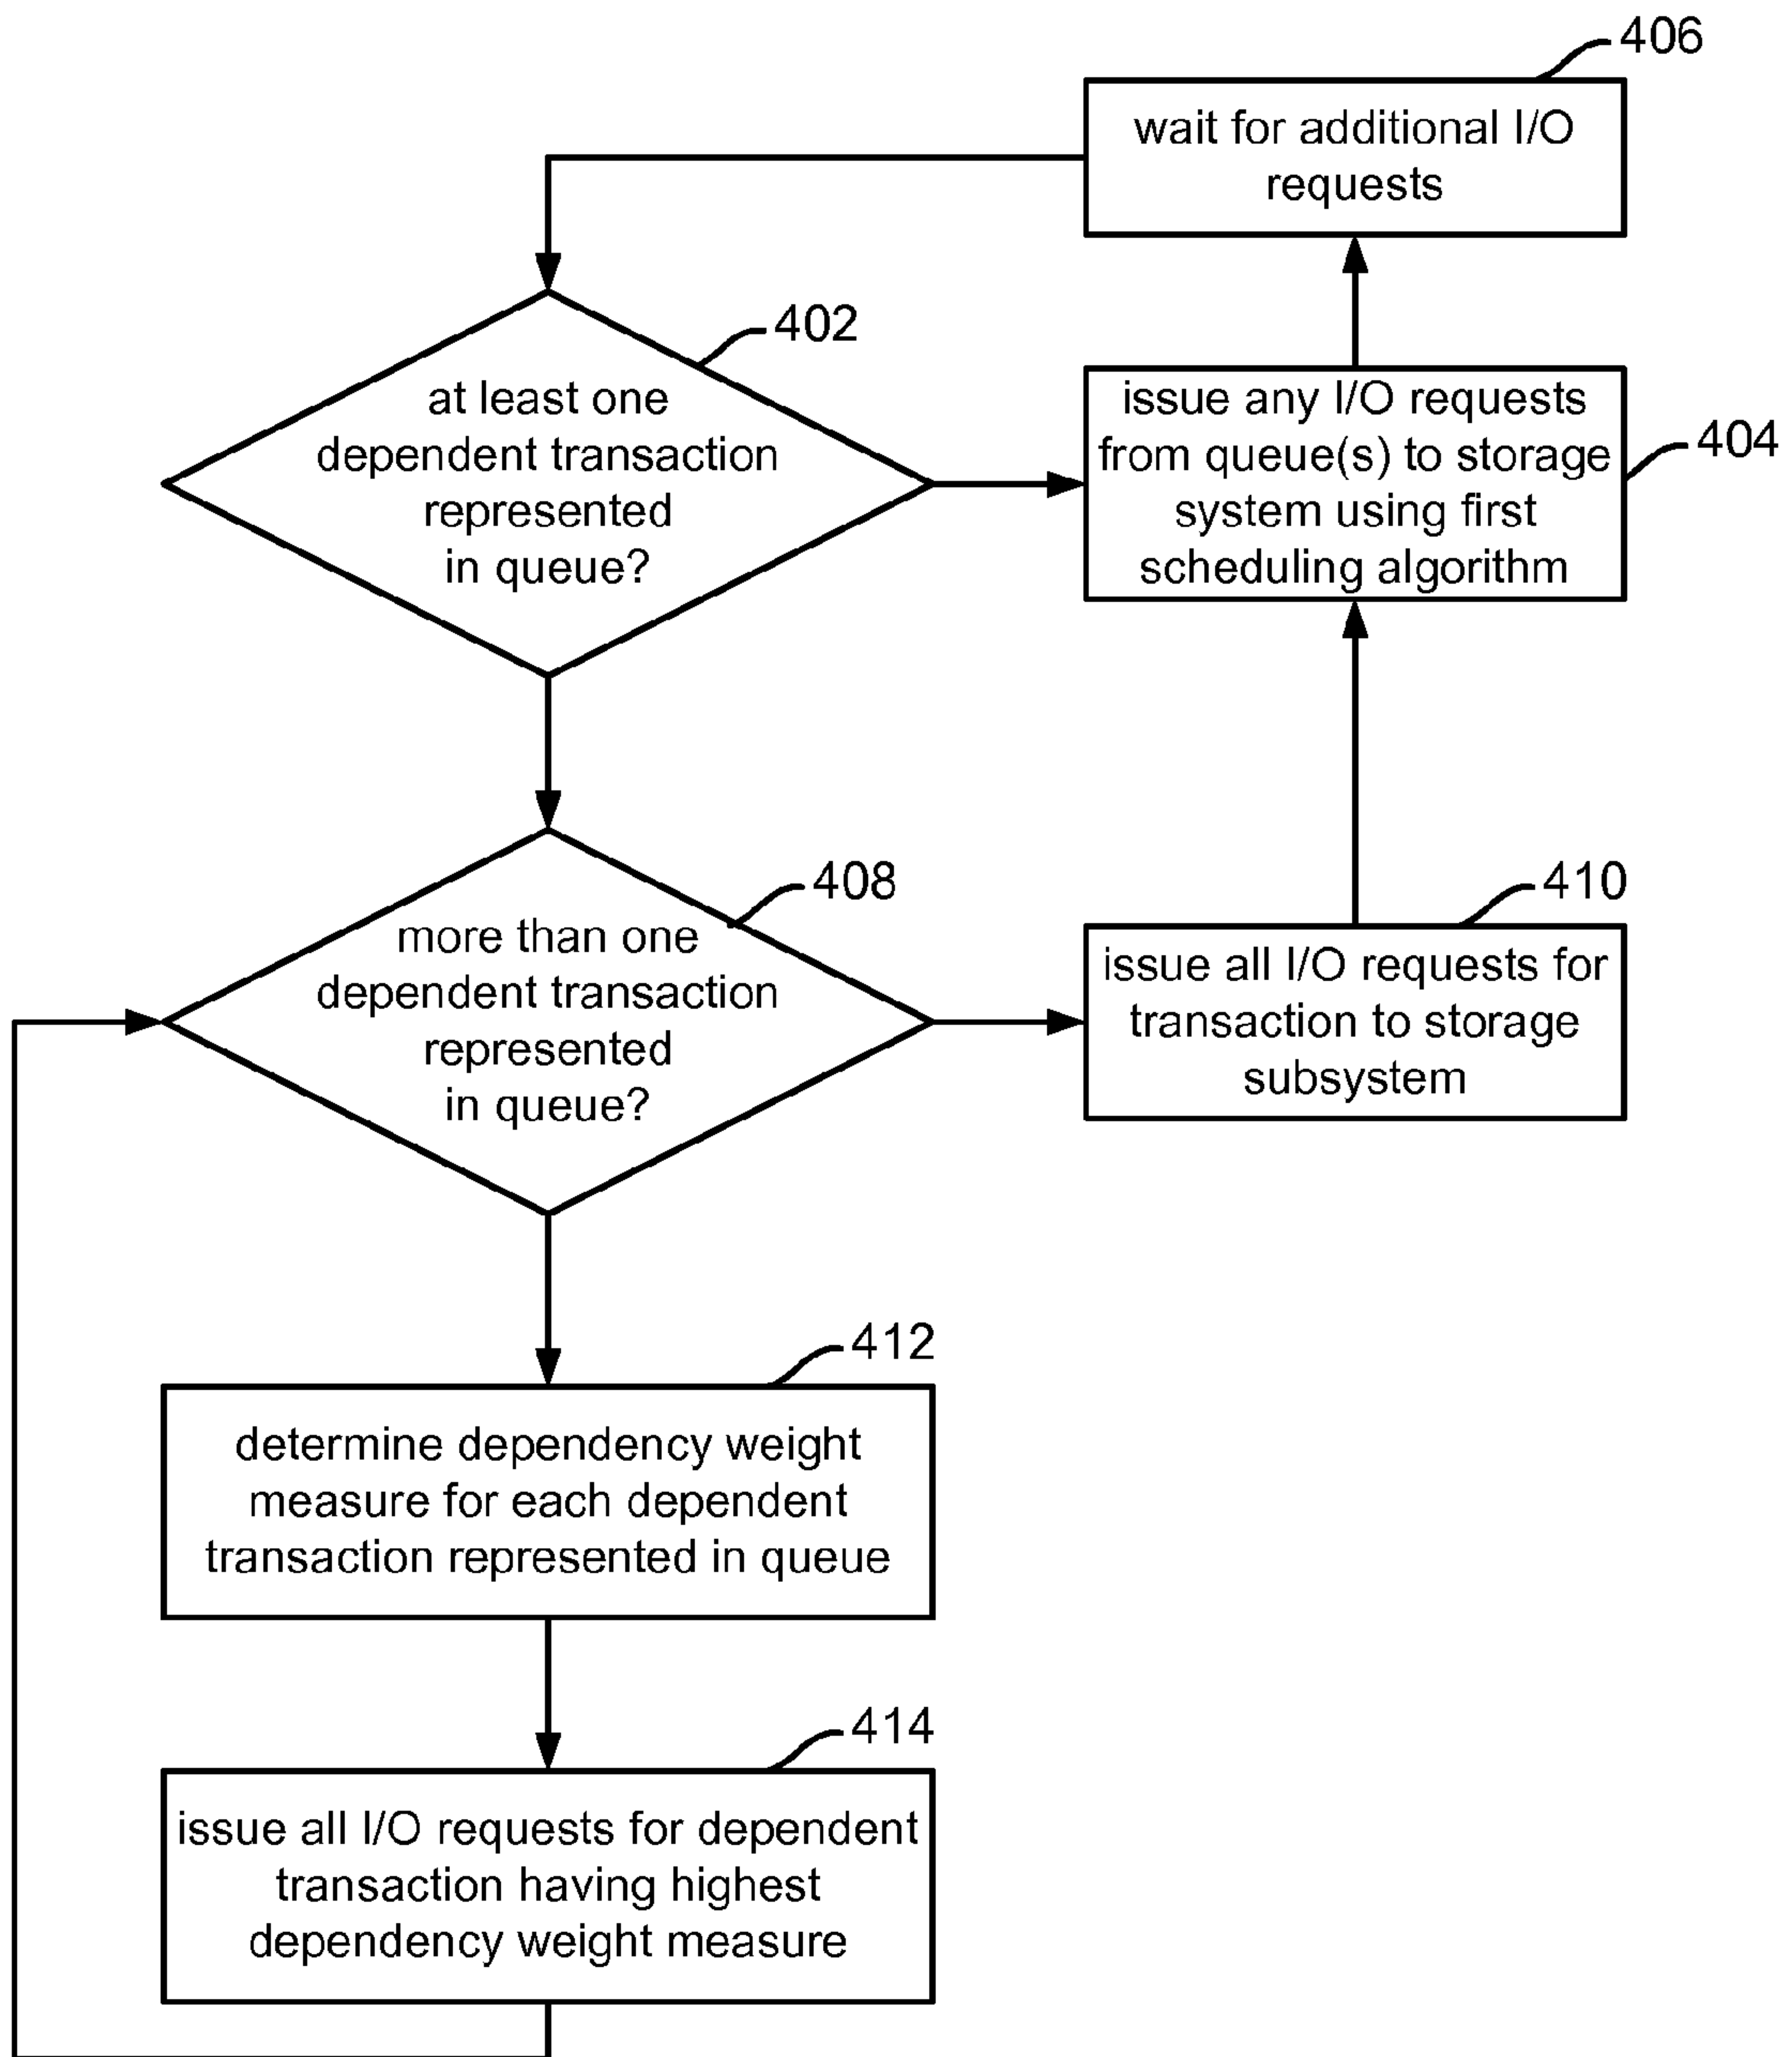 406
wait for additional I/O
requests
402
at least one
dependent transaction
represented
in queue?
issue any I/O requests
from queue(s) to storage
system using first
scheduling algorithm
404
408
more than one
dependent transaction
represented
in queue?
410
issue all I/O requests for
transaction to storage
subsystem
412
determine dependency weight
measure for each dependent
transaction represented in queue
414
issue all I/O requests for dependent
transaction having highest
dependency weight measure